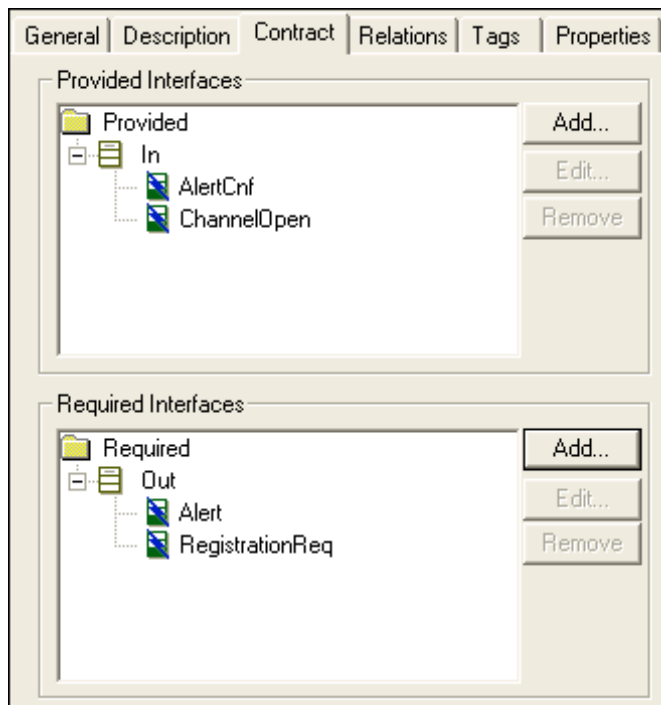 General Description Contract Relations Tags Properties
Provided Interfaces
Provided Add...
In
Edit...
AlertCnf
ChannelOpen Remove
Required Interfaces
Required Add...
Out
Edit...
Alert
RegistrationReq Remove